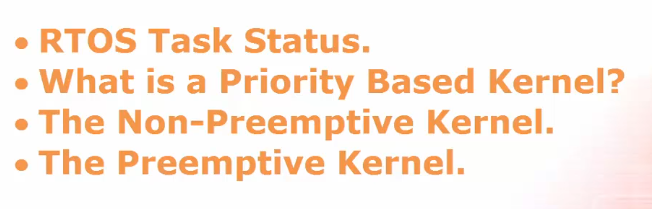 • RTOS Task Status.
• What is a Priority Based Kernel?
• The Non-Preemptive Kernel.
• The Preemptive Kernel.